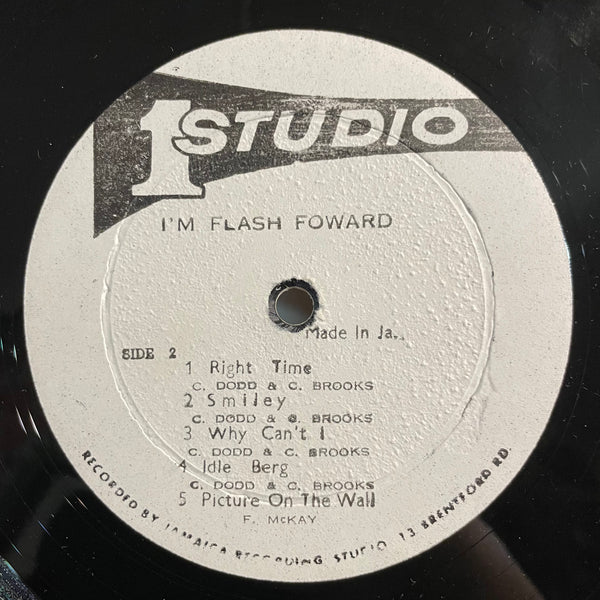 1 STUDIO
I'M FLASH FOWARD
Made In Ja.
SIDE 2
1 Right Time
C. DODD & C. BROOKS
2 Smiley
C. DODD & C. BROOKS
3 Why Can't I
C. DODD & C. BROOKS
4 Idle Berg
C. DODD & C. BROOKS
5 Picture On The Wall
F. McKAY
RECORDED BY JAMAICA RECORDING STUDIO 13 BRENTFORD RD.